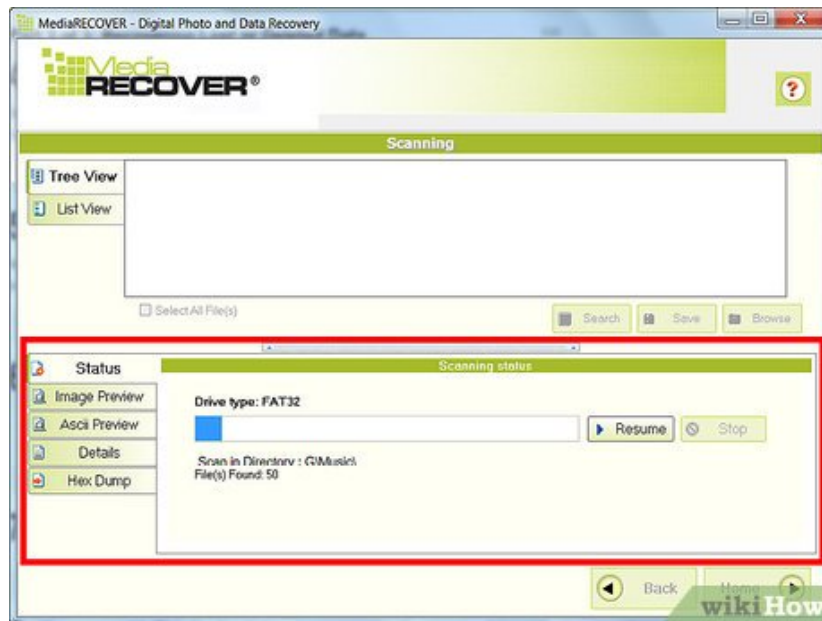 MediaRECOVER - Digital Photo and Data Recovery
Media
RECOVER®
?
Scanning
Tree View
List View
Select All File(s)
Search
Save
Browse
Status
Scanning status
Image Preview
Ascii Preview
Details
Hex Dump
Drive type: FAT32
Resume
Stop
Scan in Directory : G\Music\
File(s) Found: 50
Back
Home
wikiHow